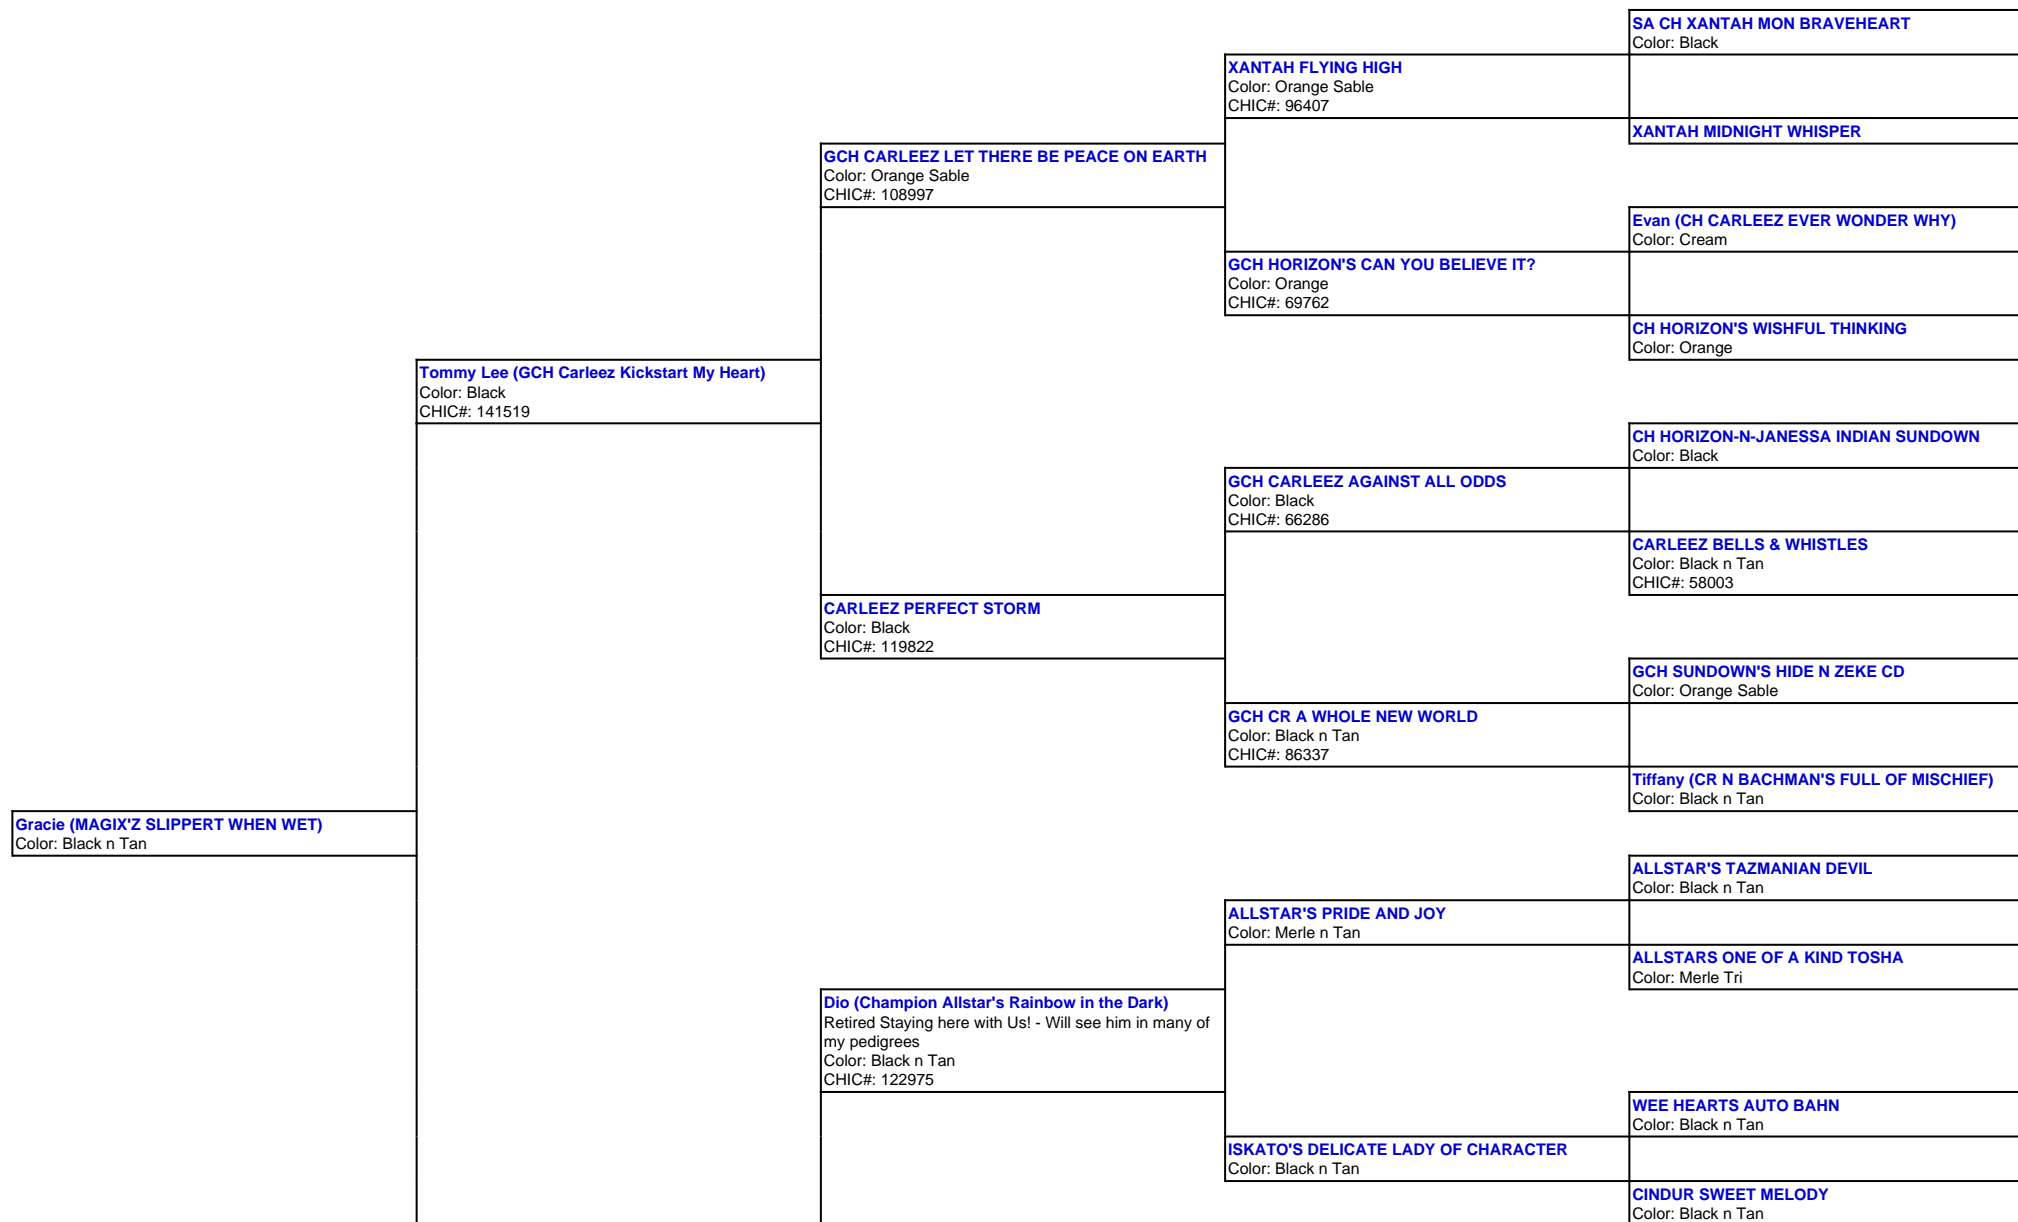 SA CH XANTAH MON BRAVEHEART
Color: Black
XANTAH FLYING HIGH
Color: Orange Sable
CHIC#: 96407
XANTAH MIDNIGHT WHISPER
GCH CARLEEZ LET THERE BE PEACE ON EARTH
Color: Orange Sable
CHIC#: 108997
Evan (CH CARLEEZ EVER WONDER WHY)
Color: Cream
GCH HORIZON'S CAN YOU BELIEVE IT?
Color: Orange
CHIC#: 69762
CH HORIZON'S WISHFUL THINKING
Color: Orange
Tommy Lee (GCH Carleez Kickstart My Heart)
Color: Black
CHIC#: 141519
CH HORIZON-N-JANESSA INDIAN SUNDOWN
Color: Black
GCH CARLEEZ AGAINST ALL ODDS
Color: Black
CHIC#: 66286
CARLEEZ BELLS & WHISTLES
Color: Black n Tan
CHIC#: 58003
CARLEEZ PERFECT STORM
Color: Black
CHIC#: 119822
GCH SUNDOWN'S HIDE N ZEKE CD
Color: Orange Sable
GCH CR A WHOLE NEW WORLD
Color: Black n Tan
CHIC#: 86337
Tiffany (CR N BACHMAN'S FULL OF MISCHIEF)
Color: Black n Tan
Gracie (MAGIX'Z SLIPPERT WHEN WET)
Color: Black n Tan
ALLSTAR'S TAZMANIAN DEVIL
Color: Black n Tan
ALLSTAR'S PRIDE AND JOY
Color: Merle n Tan
ALLSTARS ONE OF A KIND TOSHA
Color: Merle Tri
Dio (Champion Allstar's Rainbow in the Dark)
Retired Staying here with Us! - Will see him in many of
my pedigrees
Color: Black n Tan
CHIC#: 122975
WEE HEARTS AUTO BAHN
Color: Black n Tan
ISKATO'S DELICATE LADY OF CHARACTER
Color: Black n Tan
CINDUR SWEET MELODY
Color: Black n Tan